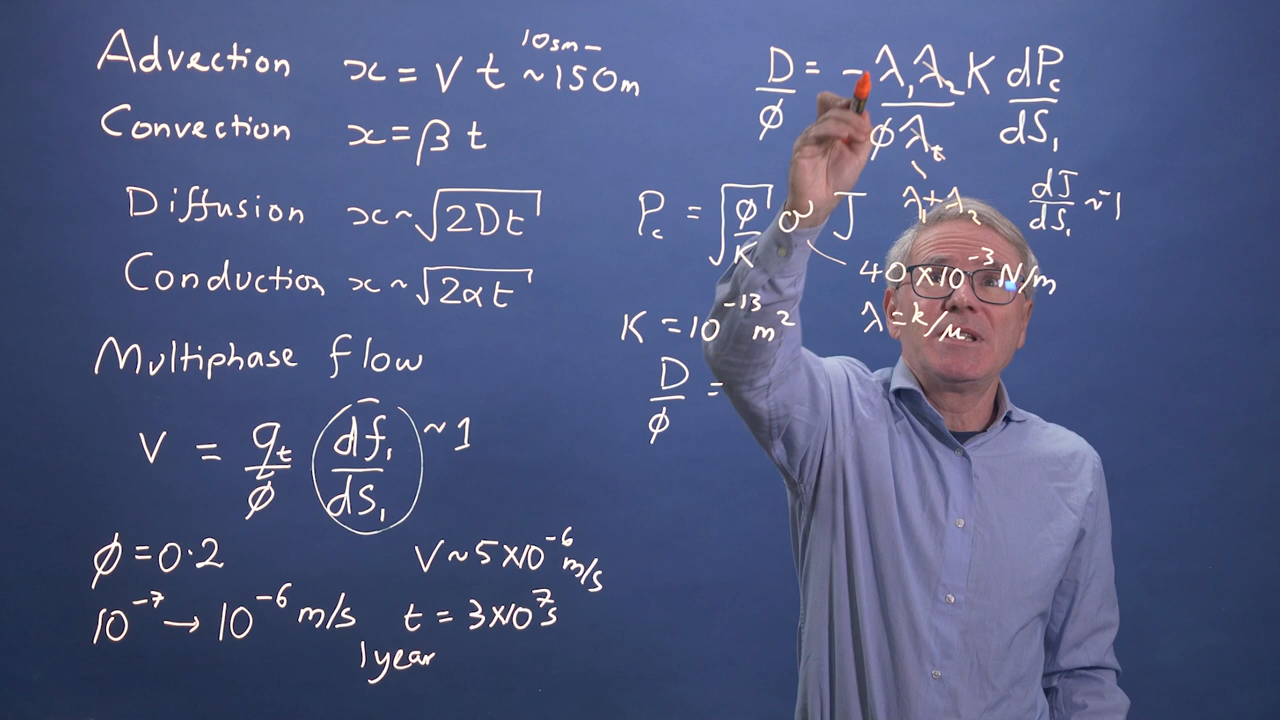 Advection x = v t ~150m
10sm-
Convection x = β t
Diffusion x ~ √2Dt
Conduction x ~ √2αt
Multiphase flow
v = qt/ϕ df1/dS1 ~1
ϕ = 0.2 v ~ 5×10^-6 m/s
10^-7 → 10^-6 m/s t = 3×10^7 s
1 year
D/ϕ = -λ1λ2/ϕλt K dPc/dS1
λ1+λ2 dJ/dS1 ~ -1
Pc = √ϕ/K σ J
40×10^-3 N/m
K = 10^-13 m^2 λ = k/μ
D/ϕ =